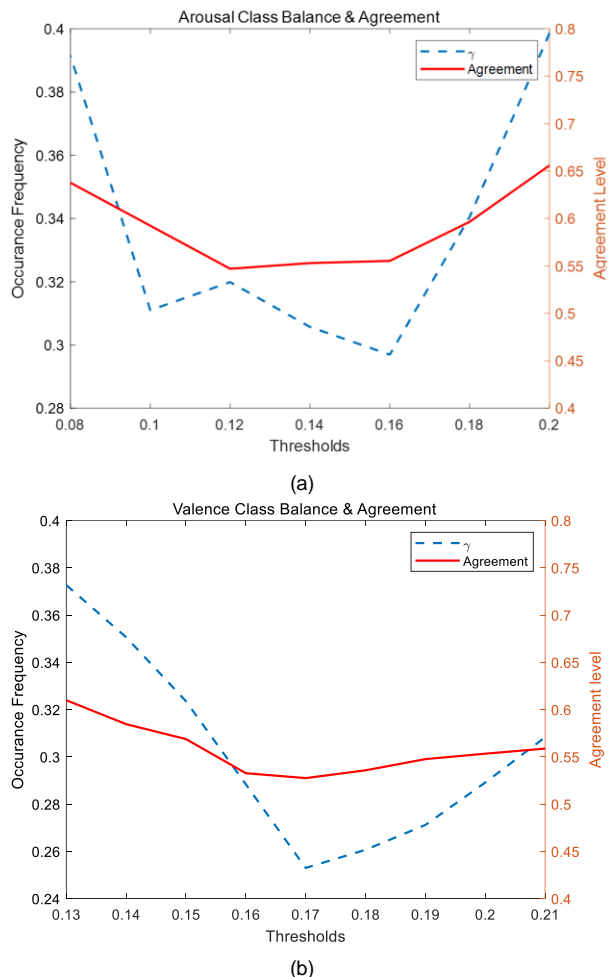 Arousal Class Balance & Agreement
0.4
0.38
0.36
0.34
0.32
0.3
0.28
Occurance Frequency
γ
Agreement
0.8
0.75
0.7
0.65
0.6
0.55
0.5
0.45
0.4
Agreement Level
0.08 0.1 0.12 0.14 0.16 0.18 0.2
Thresholds
(a)
Valence Class Balance & Agreement
0.4
0.38
0.36
0.34
0.32
0.3
0.28
0.26
0.24
Occurance Frequency
γ
Agreement
0.8
0.75
0.7
0.65
0.6
0.55
0.5
0.45
0.4
Agreement level
0.13 0.14 0.15 0.16 0.17 0.18 0.19 0.2 0.21
Thresholds
(b)